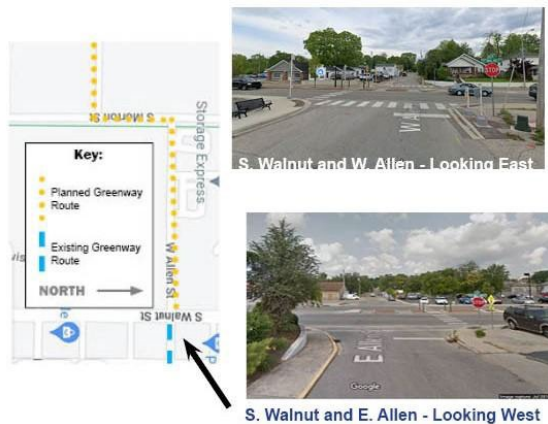 S Morton St
Storage Express
Key:
Planned Greenway
Route
Existing Greenway
Route
NORTH
W Allen St
S Walnut St
W A
STOP
S. Walnut and W. Allen - Looking East
E A
Google
S. Walnut and E. Allen - Looking West